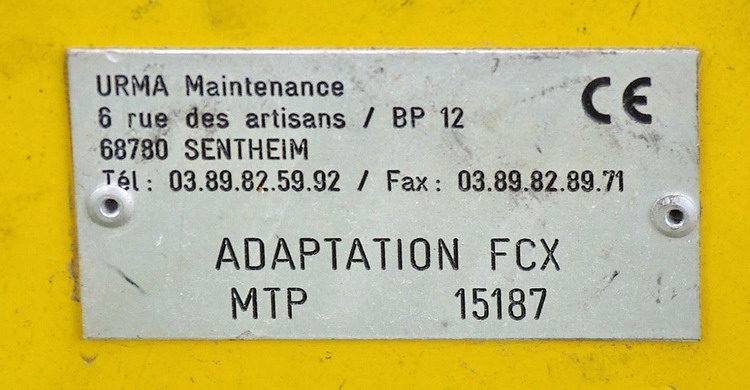 URMA Maintenance
CE
6 rue des artisans / BP 12
68780 SENTHEIM
Tél : 03.89.82.59.92 / Fax : 03.89.82.89.71
ADAPTATION FCX
MTP 15187